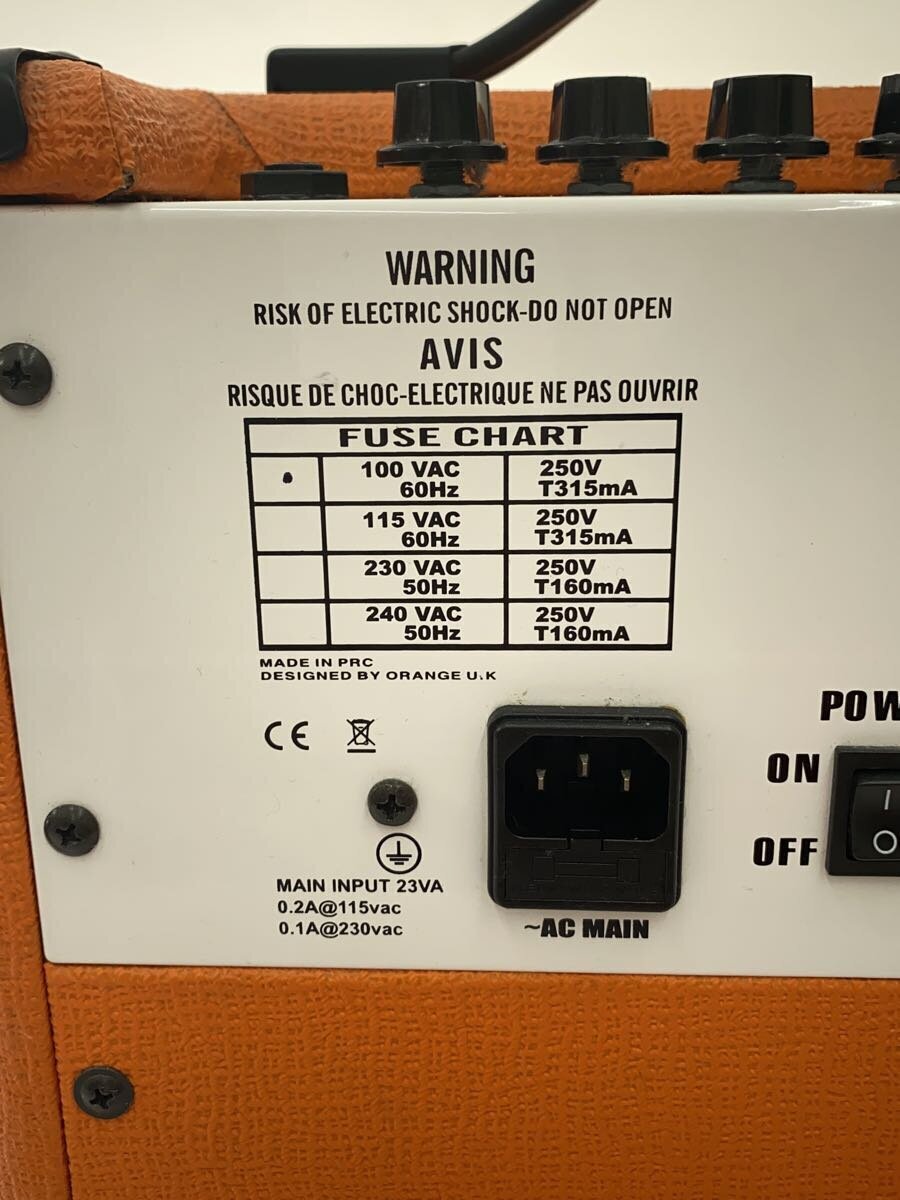 WARNING
RISK OF ELECTRIC SHOCK-DO NOT OPEN
AVIS
RISQUE DE CHOC-ELECTRIQUE NE PAS OUVRIR
FUSE CHART
100 VAC 250V
60Hz T315mA
115 VAC 250V
60Hz T315mA
230 VAC 250V
50Hz T160mA
240 VAC 250V
50Hz T160mA
MADE IN PRC
DESIGNED BY ORANGE U.K
CE
POW
ON
OFF
MAIN INPUT 23VA
0.2A@115vac
0.1A@230vac
~AC MAIN